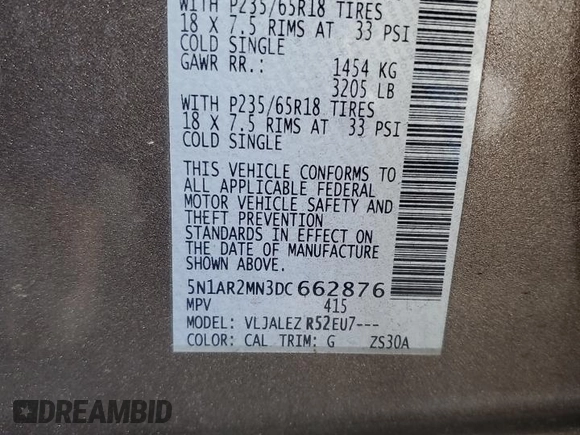 WITH P235/65R18 TIRES
18 X 7.5 RIMS AT 33 PSI
COLD SINGLE
GAWR RR.: 1454 KG
3205 LB
WITH P235/65R18 TIRES
18 X 7.5 RIMS AT 33 PSI
COLD SINGLE
THIS VEHICLE CONFORMS TO
ALL APPLICABLE FEDERAL
MOTOR VEHICLE SAFETY AND
THEFT PREVENTION
STANDARDS IN EFFECT ON
THE DATE OF MANUFACTURE
SHOWN ABOVE.
5N1AR2MN3DC662876
MPV 415
MODEL: VLJALEZ R52EU7---
COLOR: CAL TRIM: G ZS30A
DREAMBID